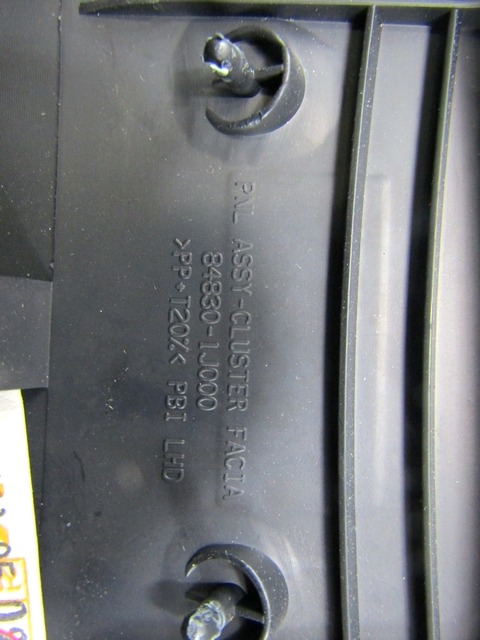 PNL ASSY-CLUSTER FACIA
84830-1J000
>PP+T20%< PBI LHD